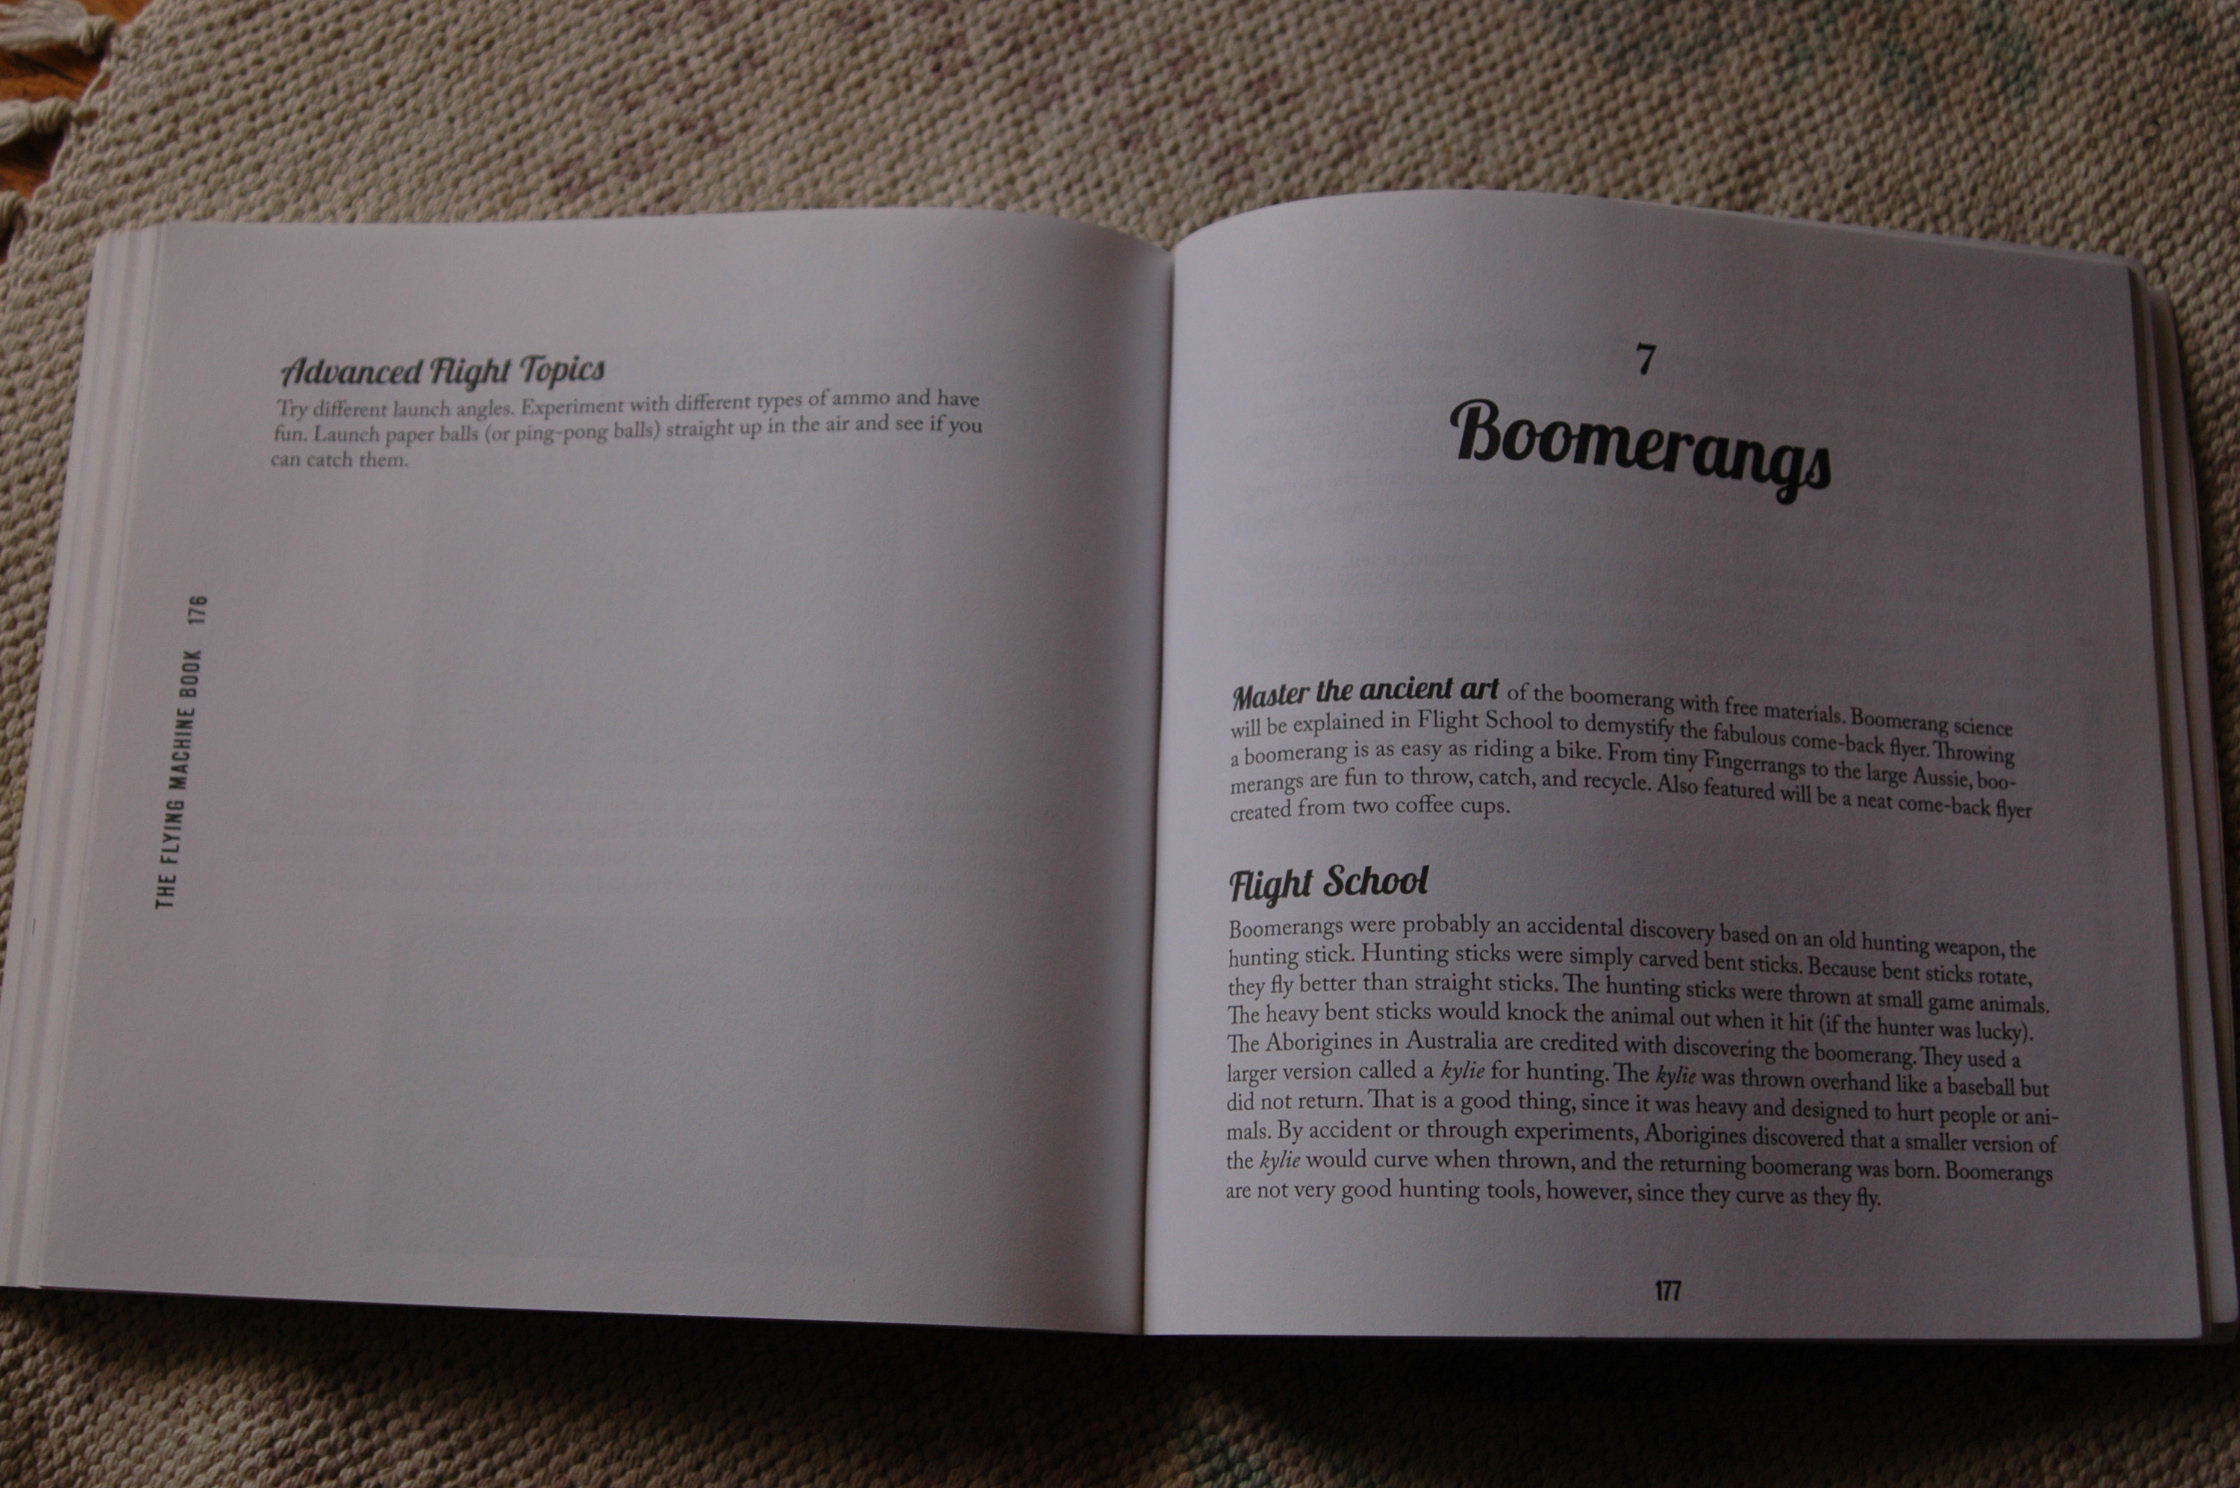 Advanced Flight Topics
Try different launch angles. Experiment with different types of ammo and have
fun. Launch paper balls (or ping-pong balls) straight up in the air and see if you
can catch them.
THE FLYING MACHINE BOOK 176
7
Boomerangs
Master the ancient art of the boomerang with free materials. Boomerang science
will be explained in Flight School to demystify the fabulous come-back flyer. Throwing
a boomerang is as easy as riding a bike. From tiny Fingerrangs to the large Aussie, boo-
merangs are fun to throw, catch, and recycle. Also featured will be a neat come-back flyer
created from two coffee cups.
Flight School
Boomerangs were probably an accidental discovery based on an old hunting weapon, the
hunting stick. Hunting sticks were simply carved bent sticks. Because bent sticks rotate,
they fly better than straight sticks. The hunting sticks were thrown at small game animals.
The heavy bent sticks would knock the animal out when it hit (if the hunter was lucky).
The Aborigines in Australia are credited with discovering the boomerang. They used a
larger version called a kylie for hunting. The kylie was thrown overhand like a baseball but
did not return. That is a good thing, since it was heavy and designed to hurt people or ani-
mals. By accident or through experiments, Aborigines discovered that a smaller version of
the kylie would curve when thrown, and the returning boomerang was born. Boomerangs
are not very good hunting tools, however, since they curve as they fly.
177